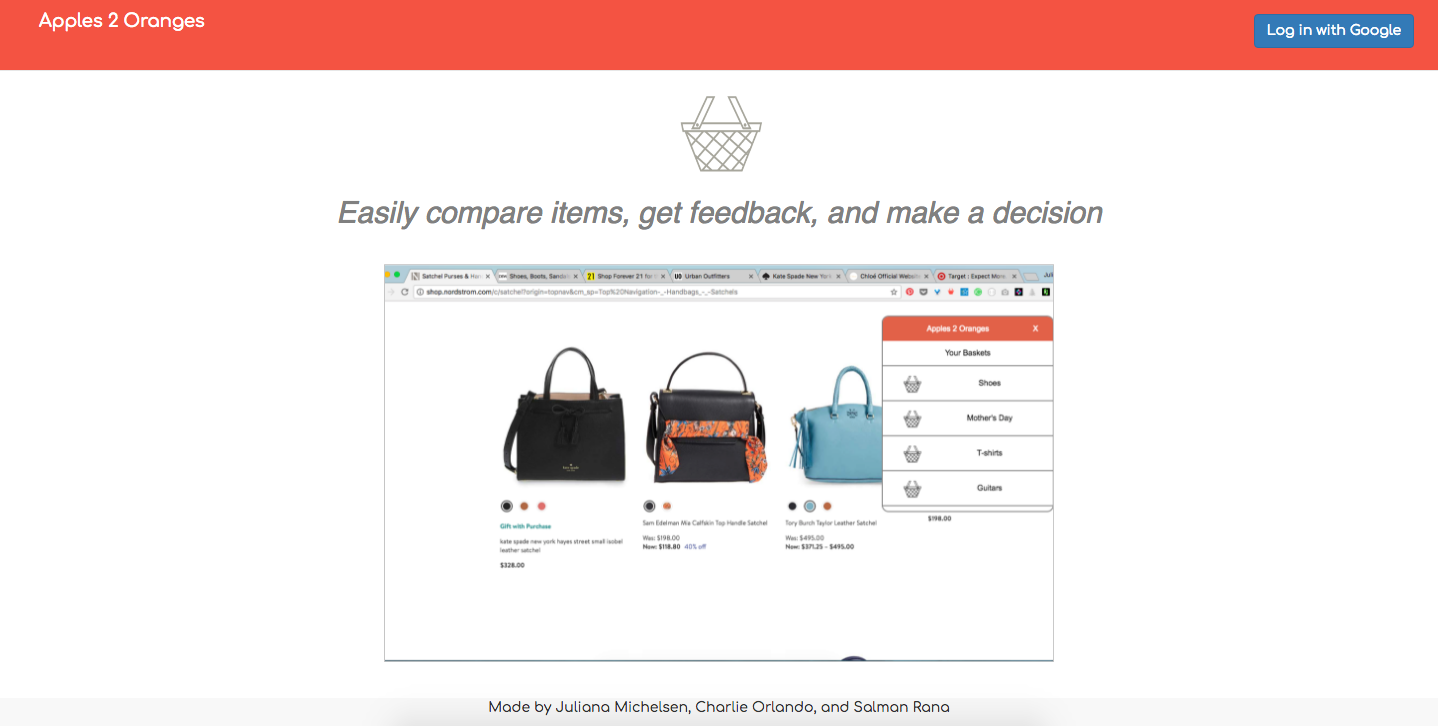 Apples 2 Oranges
Log in with Google
Easily compare items, get feedback, and make a decision
Satchel Purses & Han
Shoes, Boots, Sandals
21 Shop Forever 21 for
UO Urban Outfitters
Kate Spade New York
Chloé Official Website
Target : Expect More
shop.nordstrom.com/c/satchel?origin=topnav&cm_sp=Top%20Navigation-_-Handbags_-_-Satchels
Apples 2 Oranges X
Your Baskets
Shoes
Mother's Day
T-shirts
Guitars
Gift with Purchase
kate spade new york hayes street small isobel
leather satchel
$328.00
Sam Edelman Mia Calfskin Top Handle Satchel
Was: $198.00
Now: $118.80 40% off
Tory Burch Taylor Leather Satchel
Was: $495.00
Now: $371.25 – $495.00
$198.00
Made by Juliana Michelsen, Charlie Orlando, and Salman Rana